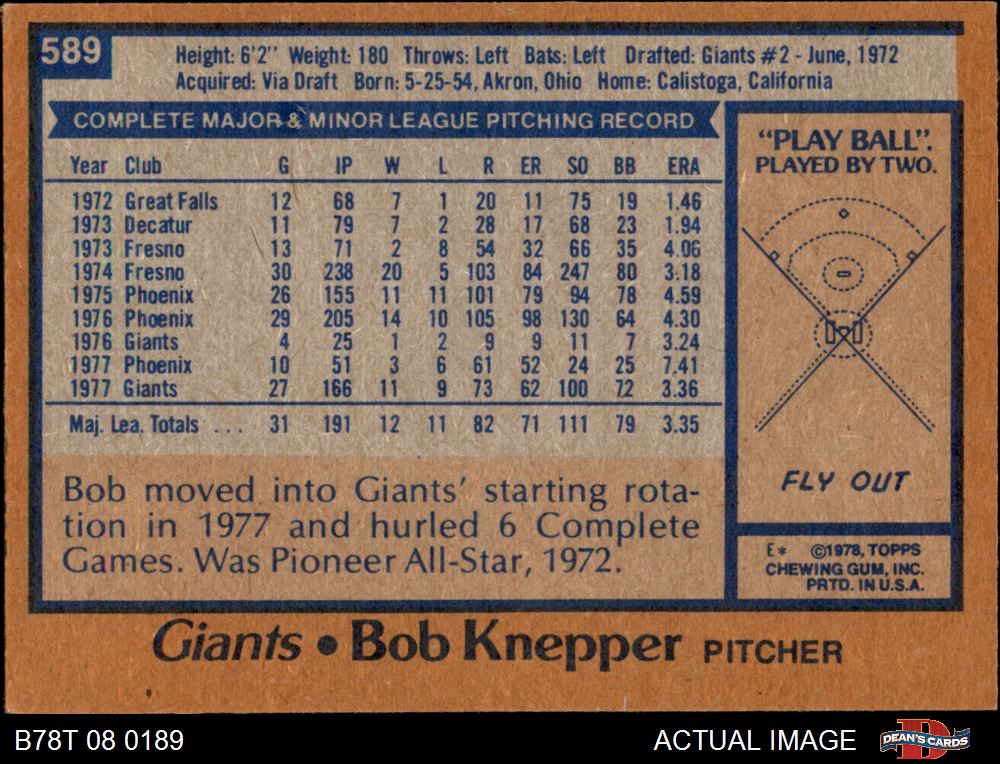 589
Height: 6'2" Weight: 180 Throws: Left Bats: Left Drafted: Giants #2 - June, 1972
Acquired: Via Draft Born: 5-25-54, Akron, Ohio Home: Calistoga, California
COMPLETE MAJOR & MINOR LEAGUE PITCHING RECORD
Year Club G IP W L R ER SO BB ERA
1972 Great Falls 12 68 7 1 20 11 75 19 1.46
1973 Decatur 11 79 7 2 28 17 68 23 1.94
1973 Fresno 13 71 2 8 54 32 66 35 4.06
1974 Fresno 30 238 20 5 103 84 247 80 3.18
1975 Phoenix 26 155 11 11 101 79 94 78 4.59
1976 Phoenix 29 205 14 10 105 98 130 64 4.30
1976 Giants 4 25 1 2 9 9 11 7 3.24
1977 Phoenix 10 51 3 6 61 52 24 25 7.41
1977 Giants 27 166 11 9 73 62 100 72 3.36
Maj. Lea. Totals ... 31 191 12 11 82 71 111 79 3.35
Bob moved into Giants' starting rota-
tion in 1977 and hurled 6 Complete
Games. Was Pioneer All-Star, 1972.
"PLAY BALL".
PLAYED BY TWO.
FLY OUT
E* ©1978, TOPPS
CHEWING GUM, INC.
PRTD. IN U.S.A.
Giants • Bob Knepper PITCHER
B78T 08 0189
ACTUAL IMAGE
D
DEAN'S CARDS